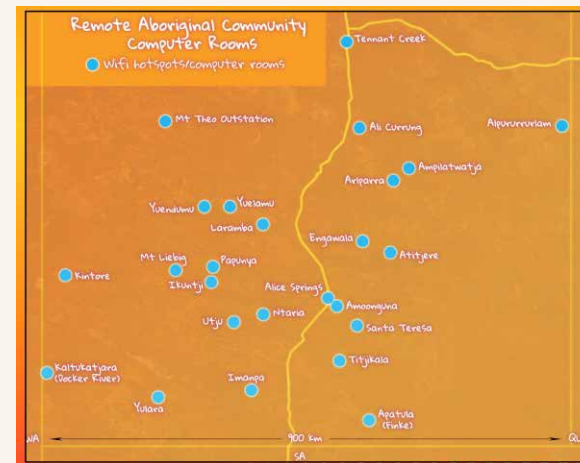 Remote Aboriginal Community
Computer Rooms
Wifi hotspots/computer rooms
Tennant Creek
Mt Theo Outstation
Ali Currung
Alpururrurlam
Ampilatwatja
Arlparra
Yuendumu
Yuelamu
Laramba
Engawala
Atitjere
Mt Liebig
Papunya
Kintore
Ikuntji
Alice Springs
Amoonguna
Utju
Ntaria
Santa Teresa
Titjikala
Kaltukatjara
(Docker River)
Imanpa
Yulara
Apatula
(Finke)
WA
900 km
QL
SA